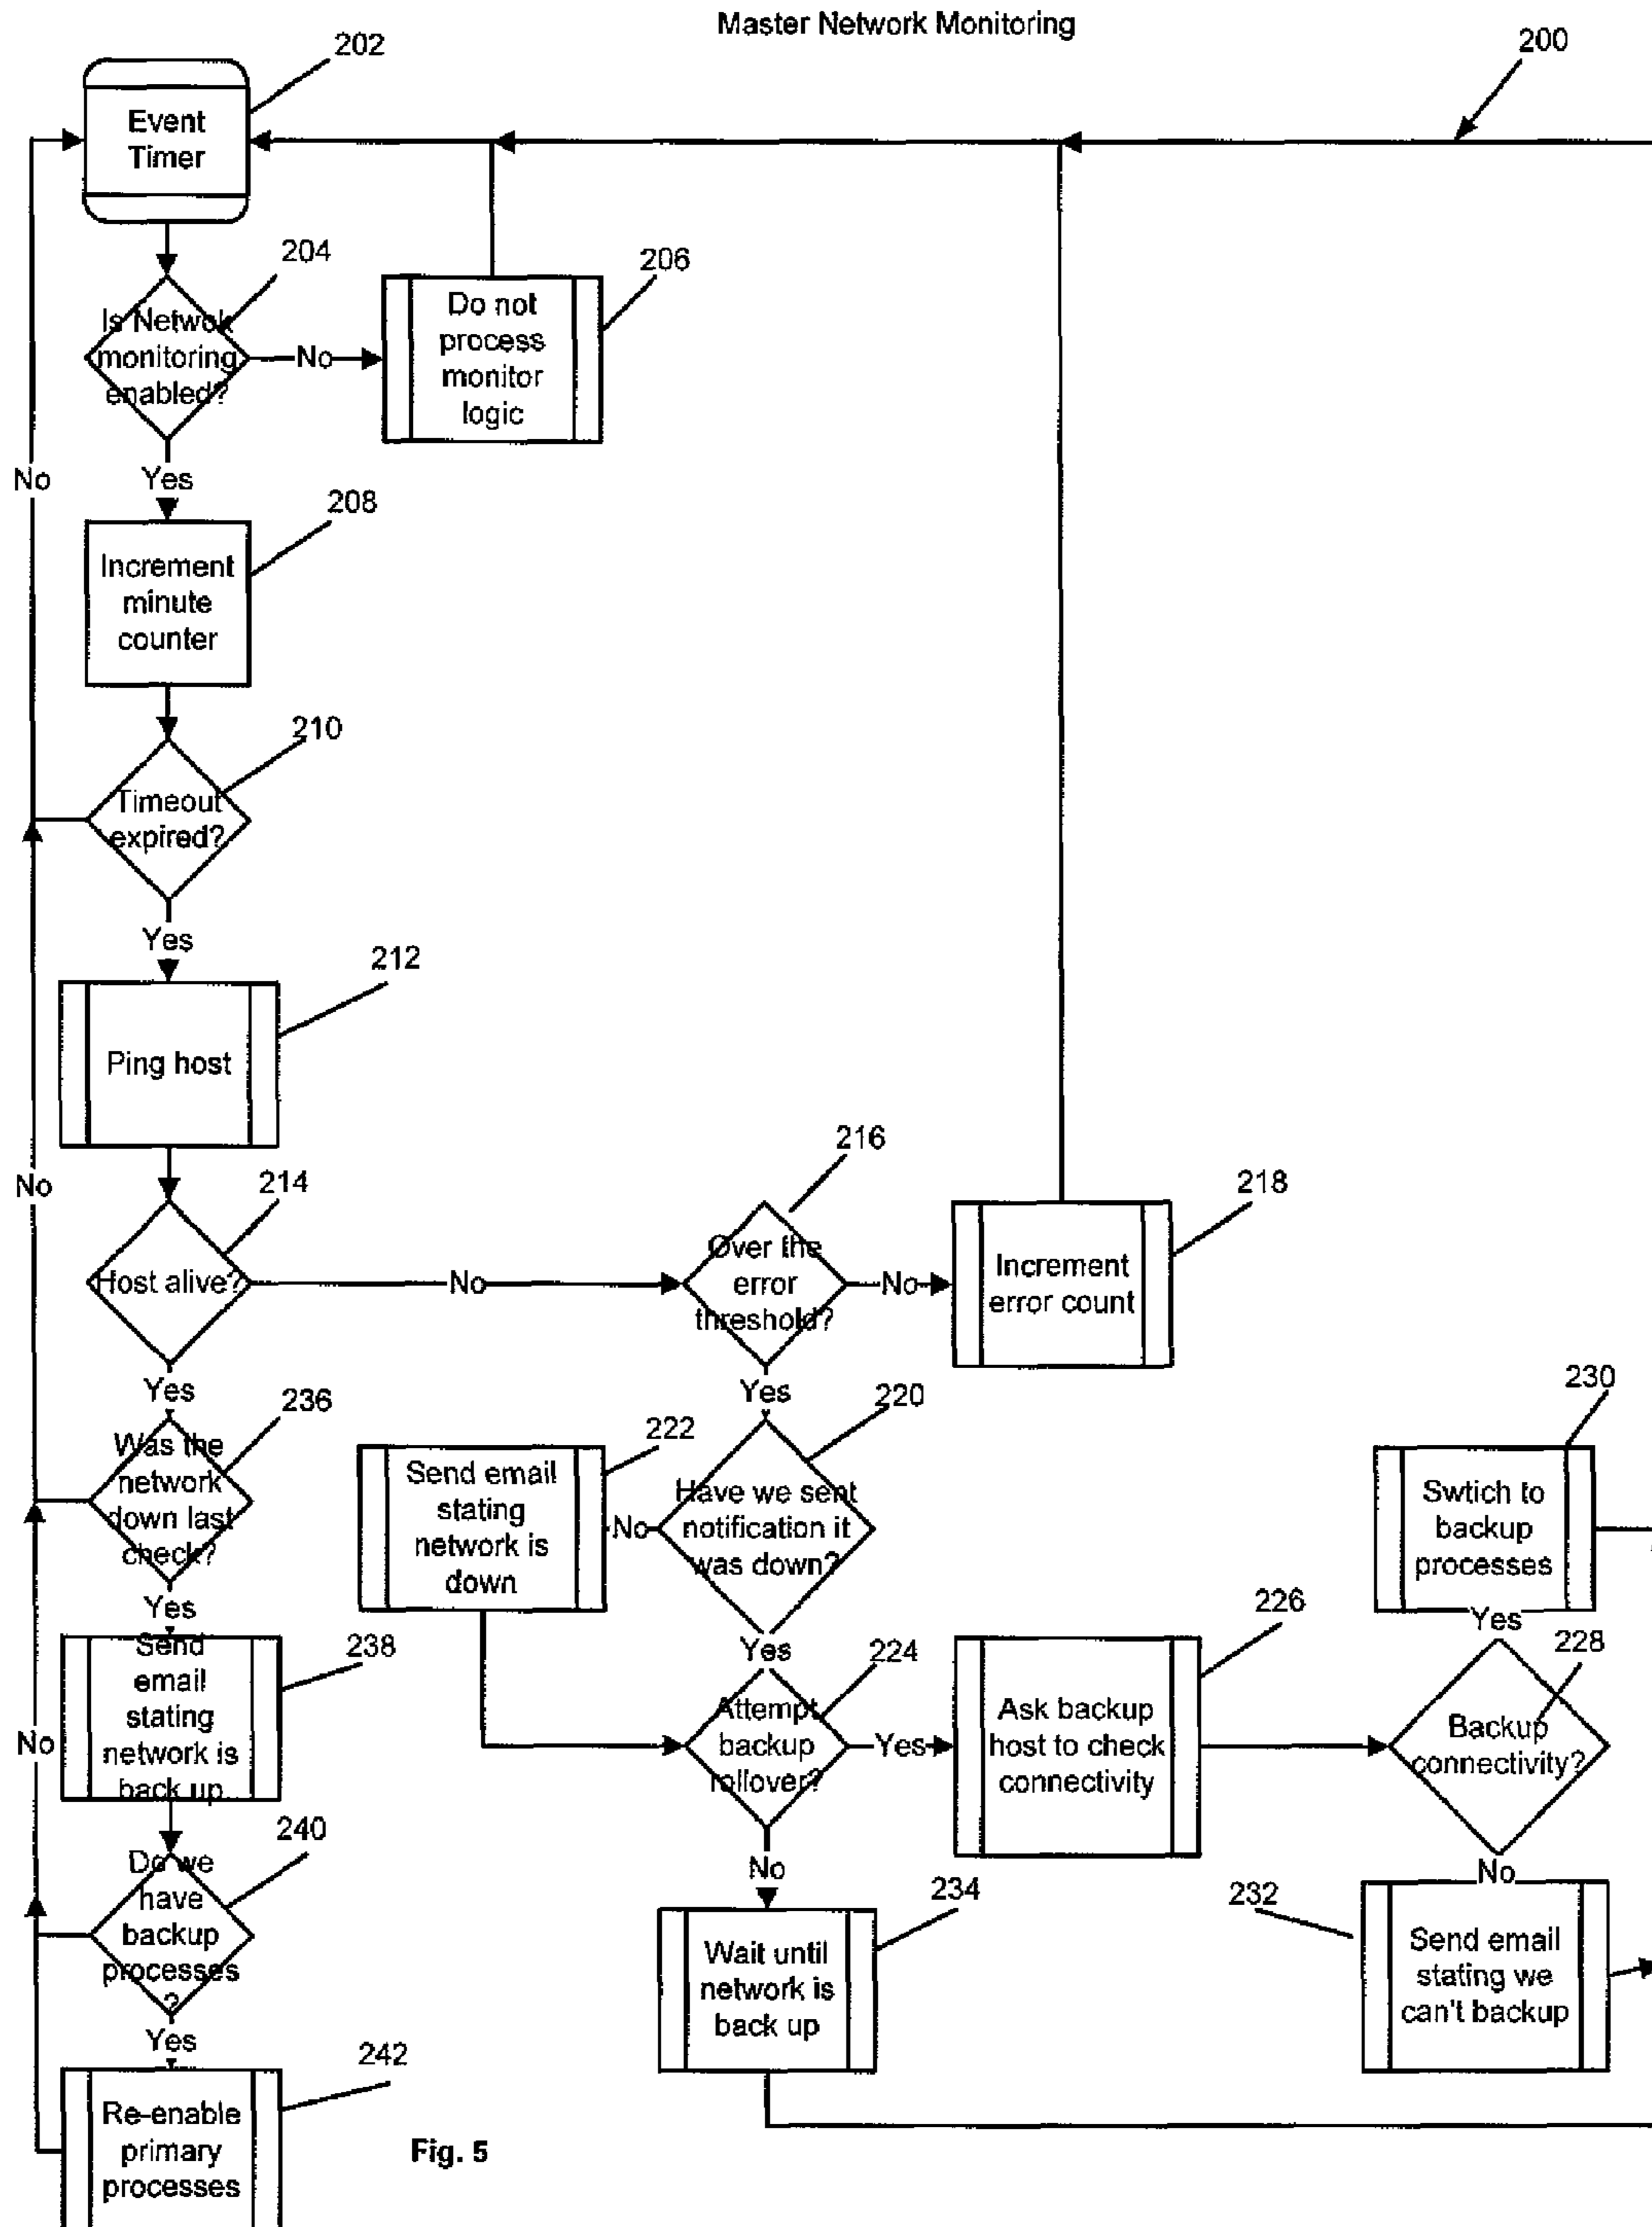 Master Network Monitoring
200
202
Event
Timer
204
Is Netwok
monitoring
enabled?
No
206
Do not
process
monitor
logic
No
Yes
208
Increment
minute
counter
210
Timeout
expired?
Yes
212
Ping host
No
214
Host alive?
No
216
Over the
error
threshold?
No
218
Increment
error count
Yes
236
Was the
network
down last
check?
Yes
220
Have we sent
notification it
was down?
No
222
Send email
stating
network is
down
Yes
224
Attempt
backup
rollover?
Yes
226
Ask backup
host to check
connectivity
228
Backup
connectivity?
Yes
230
Swtich to
backup
processes
No
232
Send email
stating we
can't backup
No
234
Wait until
network is
back up
Yes
238
Send
email
stating
network is
back up
No
240
Do we
have
backup
processes
?
Yes
242
Re-enable
primary
processes
Fig. 5